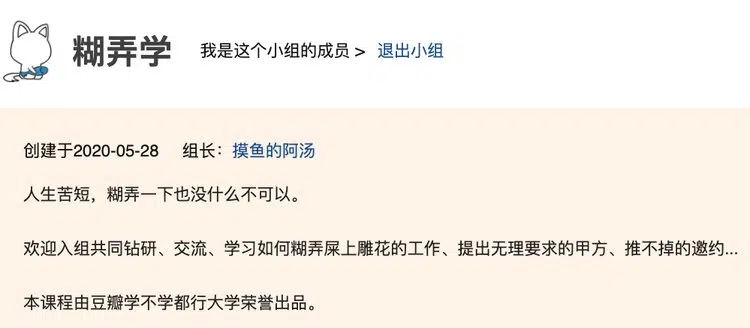 糊弄学 我是这个小组的成员 > 退出小组
创建于2020-05-28 组长：摸鱼的阿汤
人生苦短，糊弄一下也没什么不可以。
欢迎入组共同钻研、交流、学习如何糊弄屎上雕花的工作、提出无理要求的甲方、推不掉的邀约...
本课程由豆瓣学不学都行大学荣誉出品。